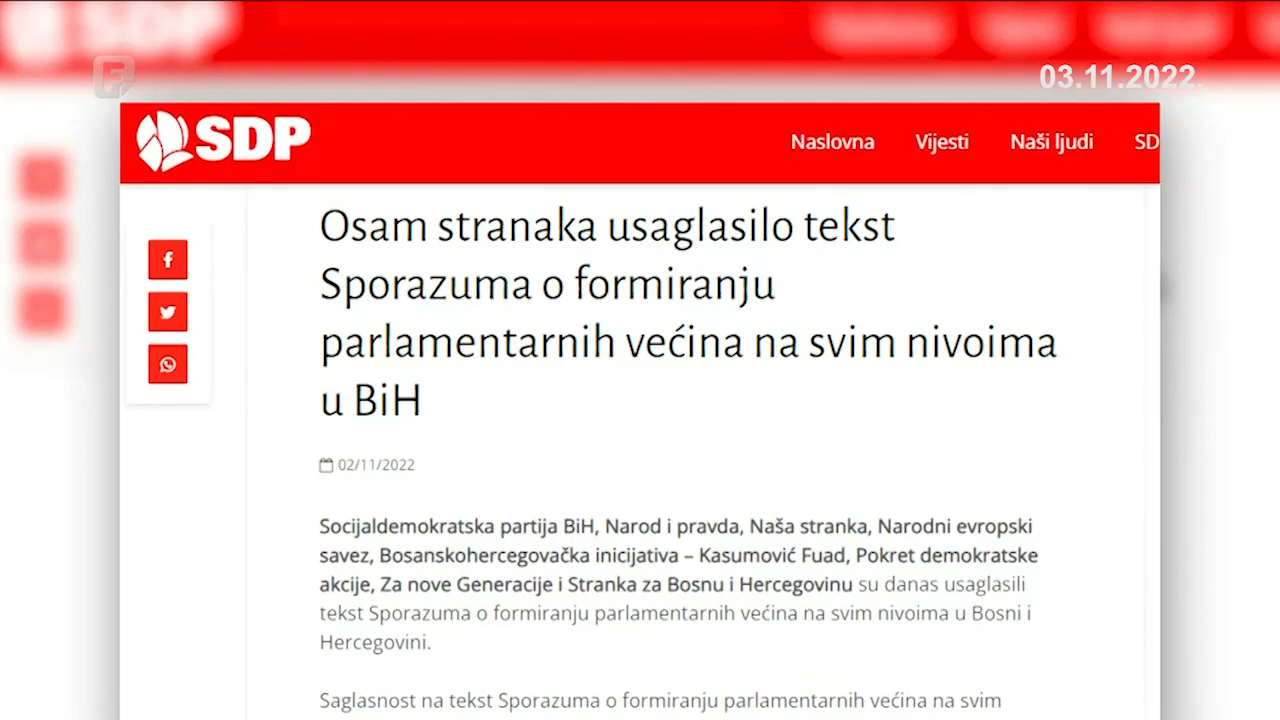 03.11.2022.
SDP
Naslovna Vijesti Naši ljudi SD
Osam stranaka usaglasilo tekst
Sporazuma o formiranju
parlamentarnih većina na svim nivoima
u BiH
02/11/2022
Socijaldemokratska partija BiH, Narod i pravda, Naša stranka, Narodni evropski
savez, Bosanskohercegovačka inicijativa – Kasumović Fuad, Pokret demokratske
akcije, Za nove Generacije i Stranka za Bosnu i Hercegovinu su danas usaglasili
tekst Sporazuma o formiranju parlamentarnih većina na svim nivoima u Bosni i
Hercegovini.
Saglasnost na tekst Sporazuma o formiranju parlamentarnih većina na svim